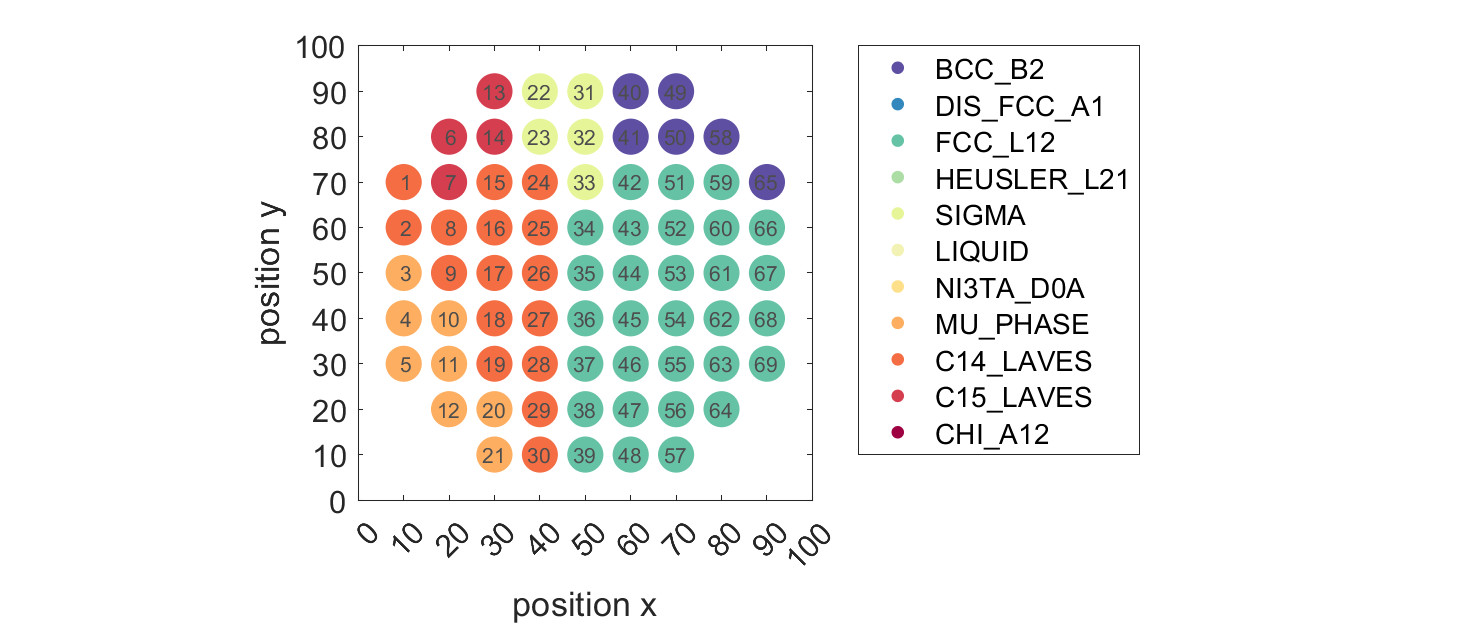 100
90 13 22 31 40 49 BCC_B2
80 6 14 23 32 41 50 58 DIS_FCC_A1
70 1 7 15 24 33 42 51 59 65 FCC_L12
60 2 8 16 25 34 43 52 60 66 HEUSLER_L21
50 3 9 17 26 35 44 53 61 67 SIGMA
40 4 10 18 27 36 45 54 62 68 LIQUID
30 5 11 19 28 37 46 55 63 69 NI3TA_D0A
20 12 20 29 38 47 56 64 MU_PHASE
10 21 30 39 48 57 C14_LAVES
0 C15_LAVES
CHI_A12
position y
0 10 20 30 40 50 60 70 80 90 100
position x